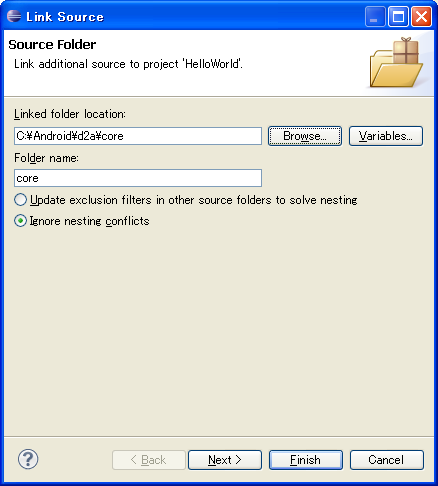 Link Source
Source Folder
Link additional source to project 'HelloWorld'.
Linked folder location:
C:¥Android¥d2a¥core
Browse...
Variables...
Folder name:
core
Update exclusion filters in other source folders to solve nesting
Ignore nesting conflicts
?
< Back
Next >
Finish
Cancel